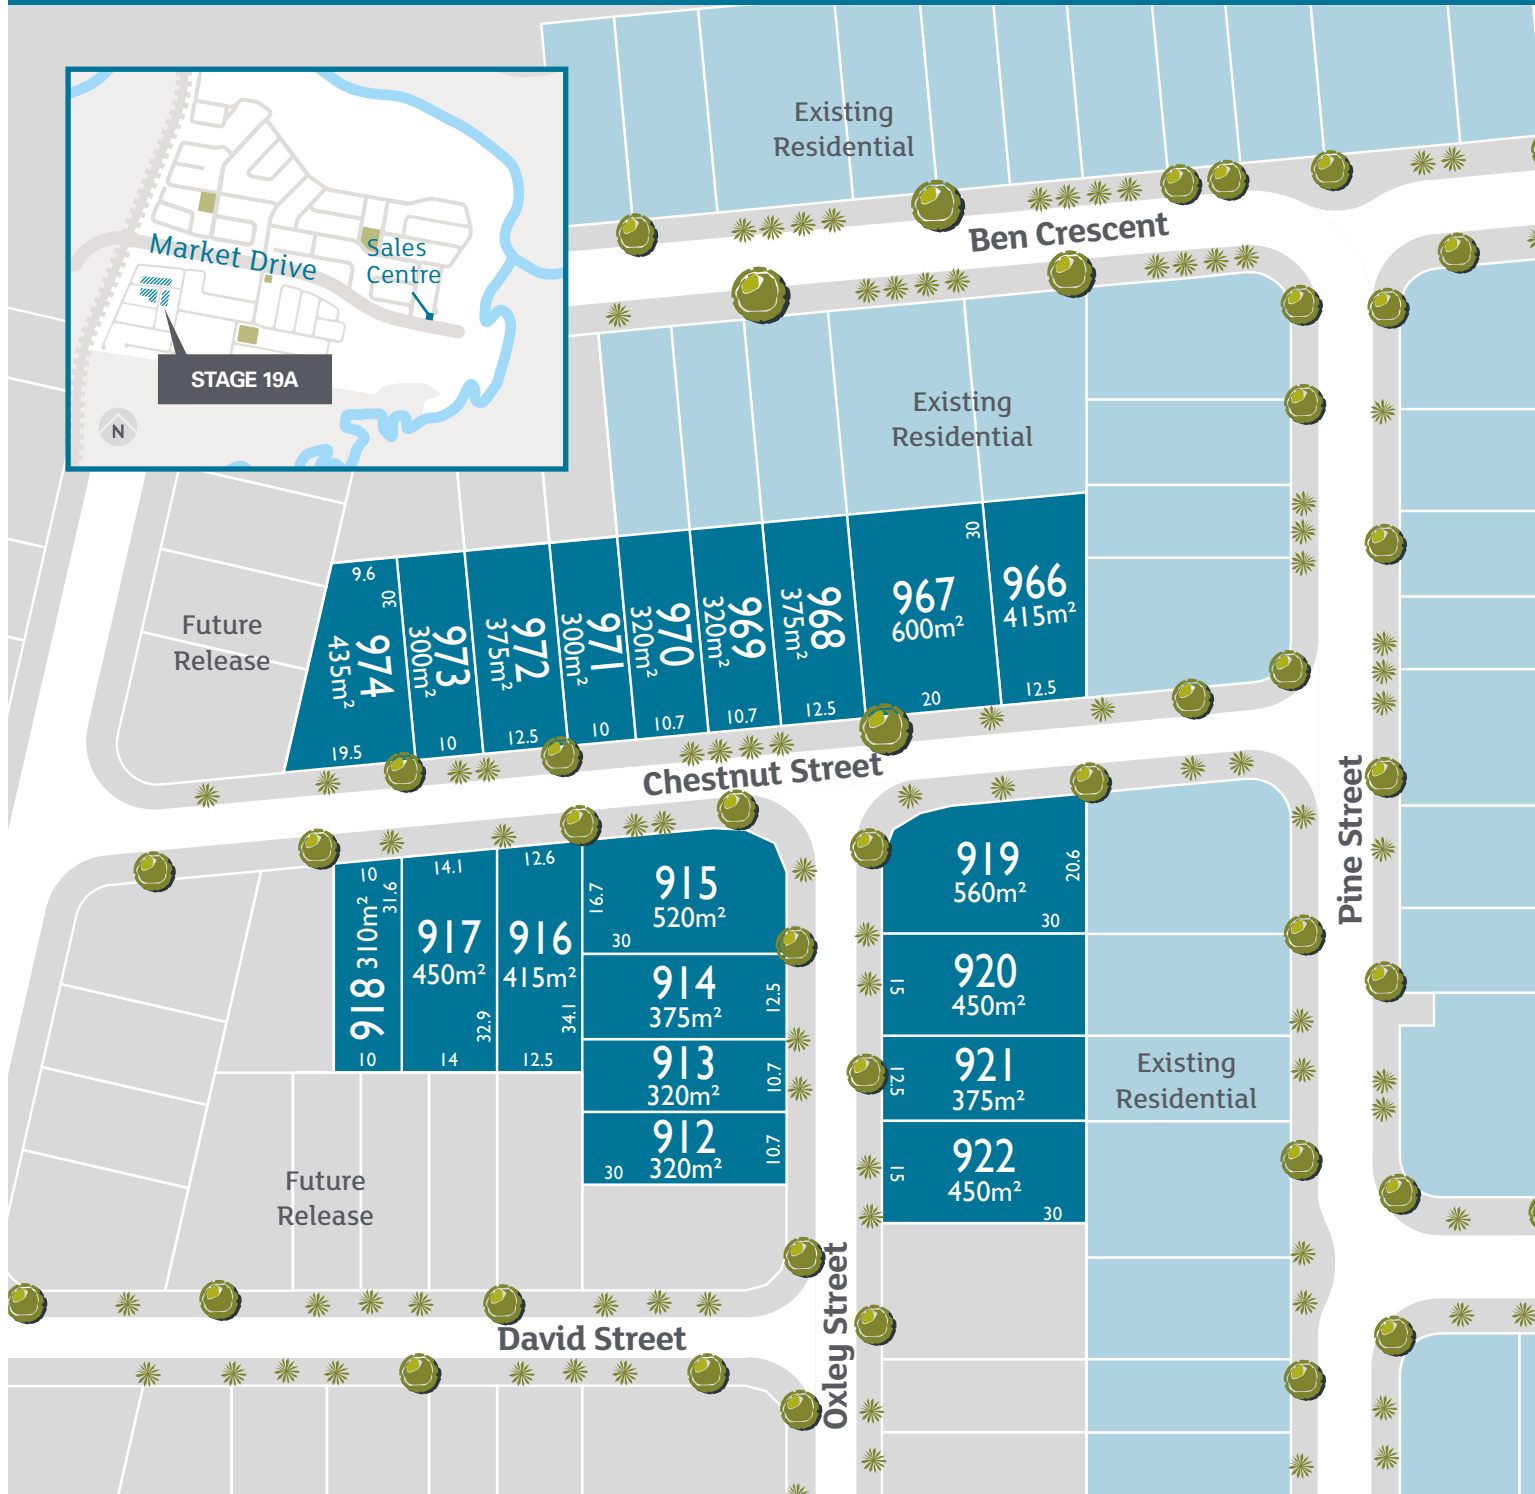 Existing
Residential
Market Drive
Sales
Centre
STAGE 19A
N
Ben Crescent
Existing
Residential
Future
Release
9.6
30
974
435m²
19.5
973
300m²
10
972
375m²
12.5
971
300m²
10
970
320m²
10.7
969
320m²
10.7
968
375m²
12.5
30
967
600m²
20
966
415m²
12.5
Chestnut Street
Pine Street
10
31.6
918 310m²
10
14.1
917
450m²
32.9
14
12.6
916
415m²
34.1
12.5
16.7
915
520m²
30
914
375m²
12.5
913
320m²
10.7
912
320m²
10.7
30
919
560m²
20.6
30
920
450m²
15
921
375m²
12.5
922
450m²
15
30
Existing
Residential
Future
Release
Oxley Street
David Street